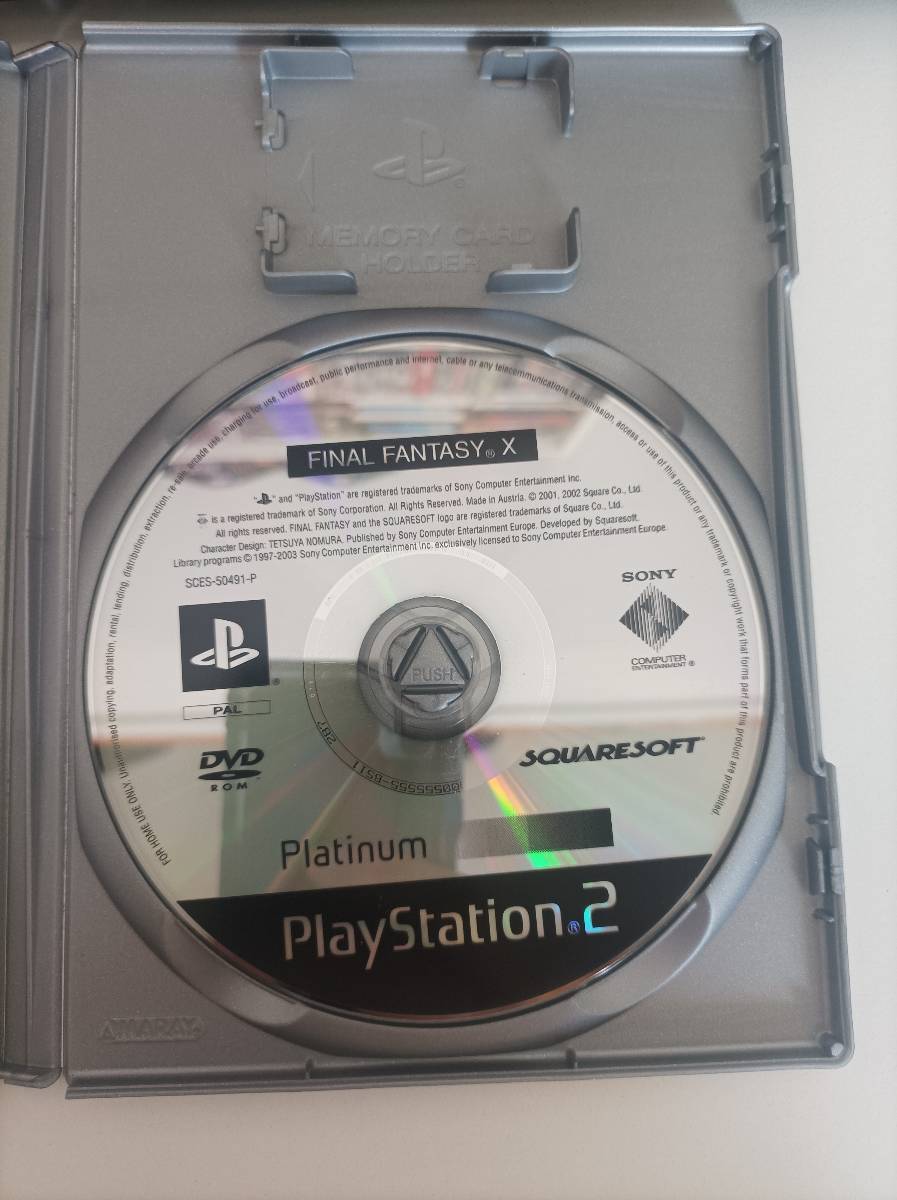 MEMORY CARD
HOLDER
FOR HOME USE ONLY. Unauthorised copying, adaptation, rental, lending, distribution, extraction, re-sale, arcade use, charging for use, broadcast, public performance and internet, cable or any telecommunications transmission, access or use of this product or any trademark or copyright work that forms part of this product are prohibited.
FINAL FANTASY® X
" " and "PlayStation" are registered trademarks of Sony Computer Entertainment Inc.
is a registered trademark of Sony Corporation. All Rights Reserved. Made in Austria. © 2001, 2002 Square Co., Ltd.
All rights reserved. FINAL FANTASY and the SQUARESOFT logo are registered trademarks of Square Co., Ltd.
Character Design: TETSUYA NOMURA. Published by Sony Computer Entertainment Europe. Developed by Squaresoft.
Library programs © 1997-2003 Sony Computer Entertainment Inc. exclusively licensed to Sony Computer Entertainment Europe.
SCES-50491-P
SONY
COMPUTER
ENTERTAINMENT ®
PUSH
PAL
DVD
ROM
SQUARESOFT
Platinum
PlayStation®2
AMARAY